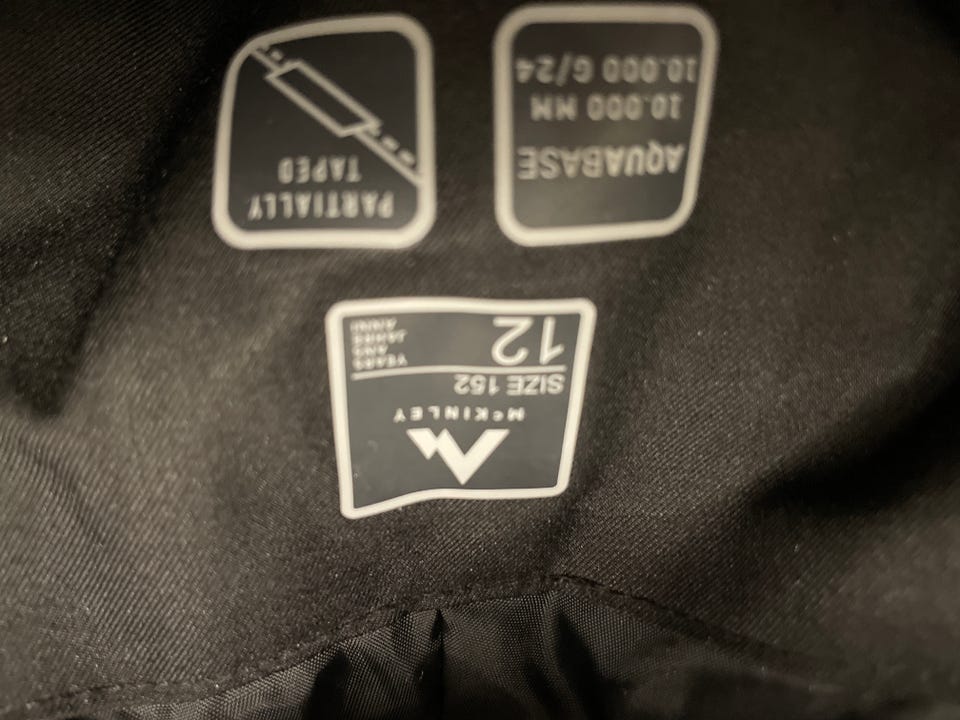 AQUABASE
10.000 MM
10.000 G/24
PARTIALLY
TAPED
McKINLEY
SIZE 152
12
YEARS
ANS
JAHRE
ANNI